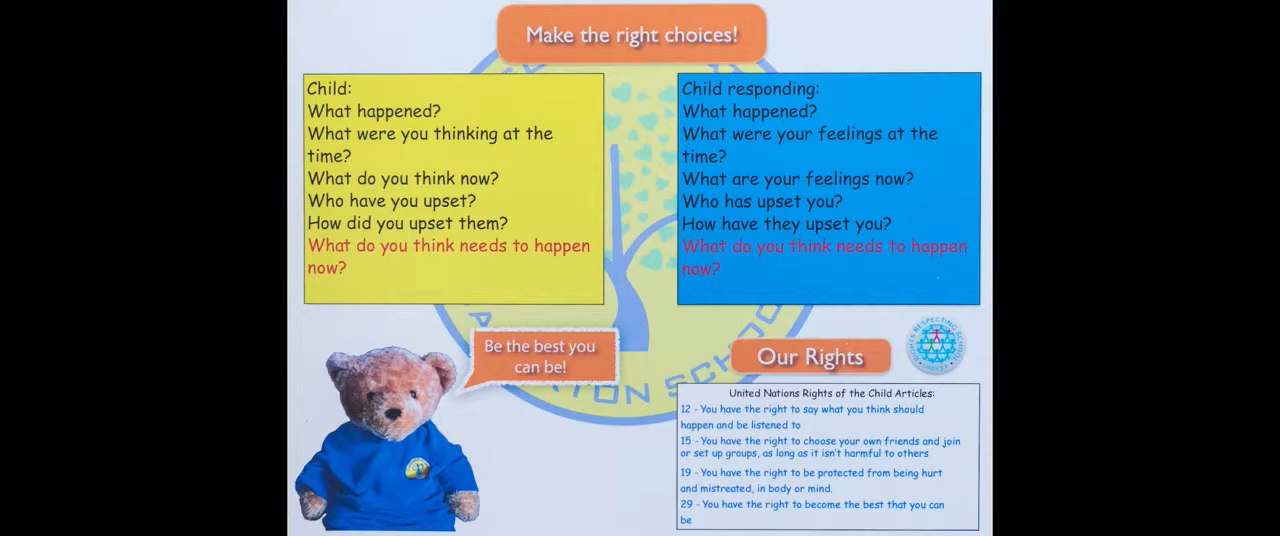 Make the right choices!
Child:
What happened?
What were you thinking at the
time?
What do you think now?
Who have you upset?
How did you upset them?
What do you think needs to happen
now?
Child responding:
What happened?
What were your feelings at the
time?
What are your feelings now?
Who has upset you?
How have they upset you?
What do you think needs to happen
now?
Be the best you
can be!
Our Rights
RIGHTS RESPECTING SCHOOLS
UNICEF
United Nations Rights of the Child Articles:
12 - You have the right to say what you think should
happen and be listened to
15 - You have the right to choose your own friends and join
or set up groups, as long as it isn't harmful to others
19 - You have the right to be protected from being hurt
and mistreated, in body or mind.
29 - You have the right to become the best that you can
be
SCHOOL